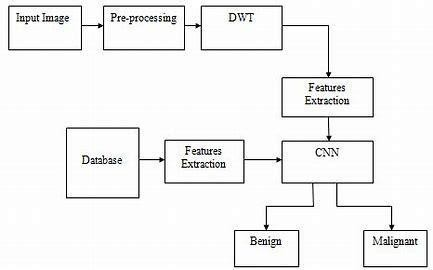 Input Image
Pre-processing
DWT
Features
Extraction
Database
Features
Extraction
CNN
Benign
Malignant